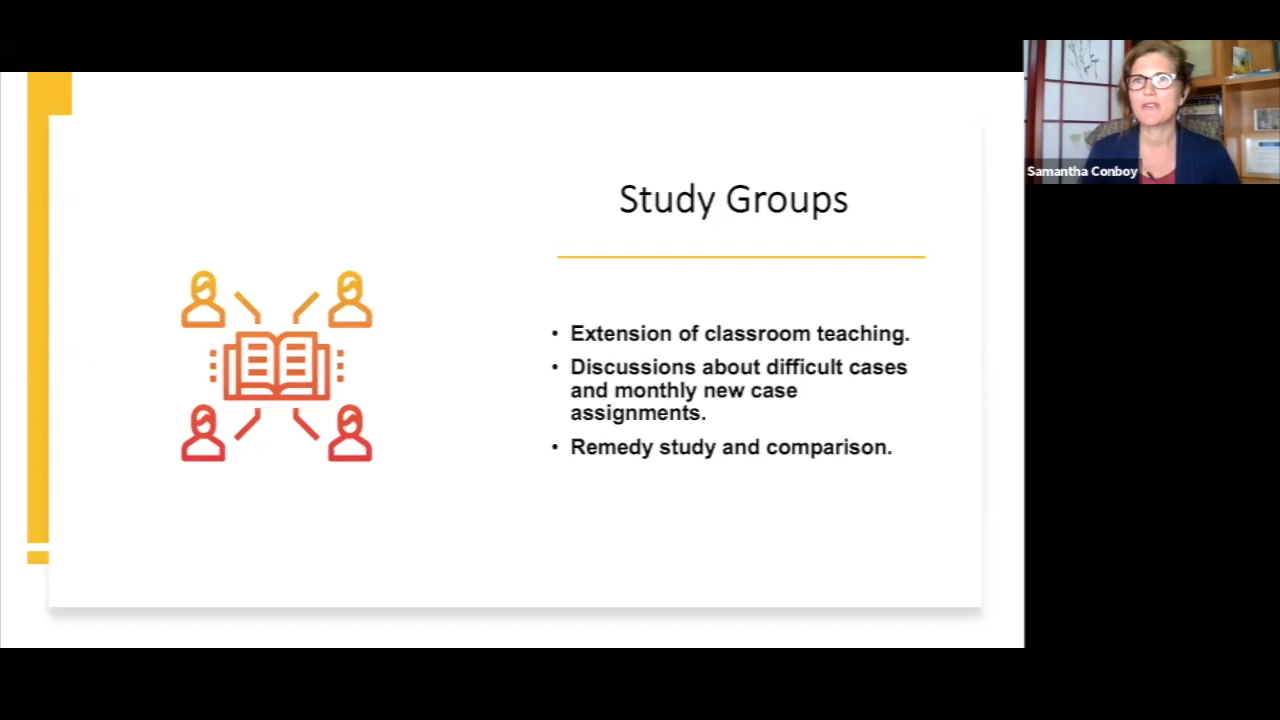 Study Groups
• Extension of classroom teaching.
• Discussions about difficult cases
and monthly new case
assignments.
• Remedy study and comparison.
Samantha Conboy